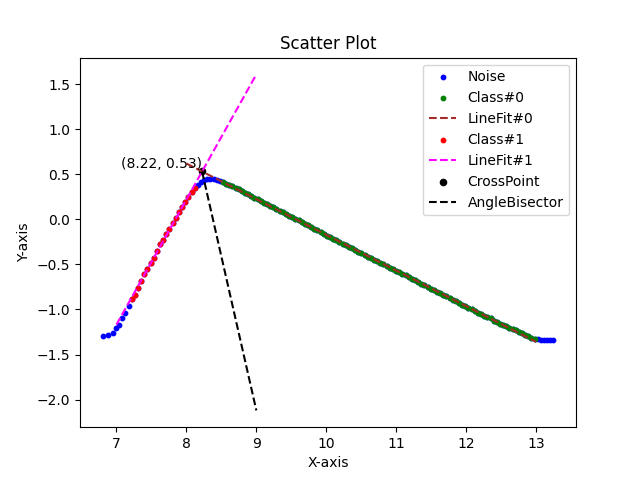 Scatter Plot
Noise
Class#0
LineFit#0
Class#1
LineFit#1
CrossPoint
AngleBisector
(8.22, 0.53)
1.5
1.0
0.5
0.0
−0.5
−1.0
−1.5
−2.0
Y-axis
7 8 9 10 11 12 13
X-axis